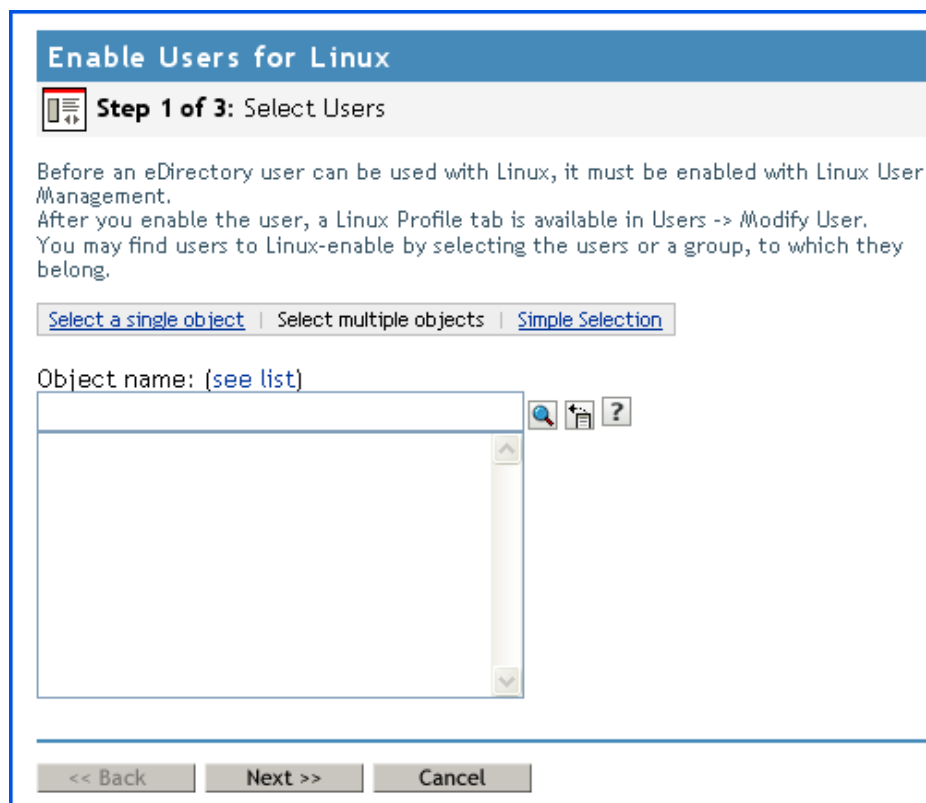 Enable Users for Linux
Step 1 of 3: Select Users
Before an eDirectory user can be used with Linux, it must be enabled with Linux User
Management.
After you enable the user, a Linux Profile tab is available in Users -> Modify User.
You may find users to Linux-enable by selecting the users or a group, to which they
belong.
Select a single object | Select multiple objects | Simple Selection
Object name: (see list)
?
<< Back Next >> Cancel